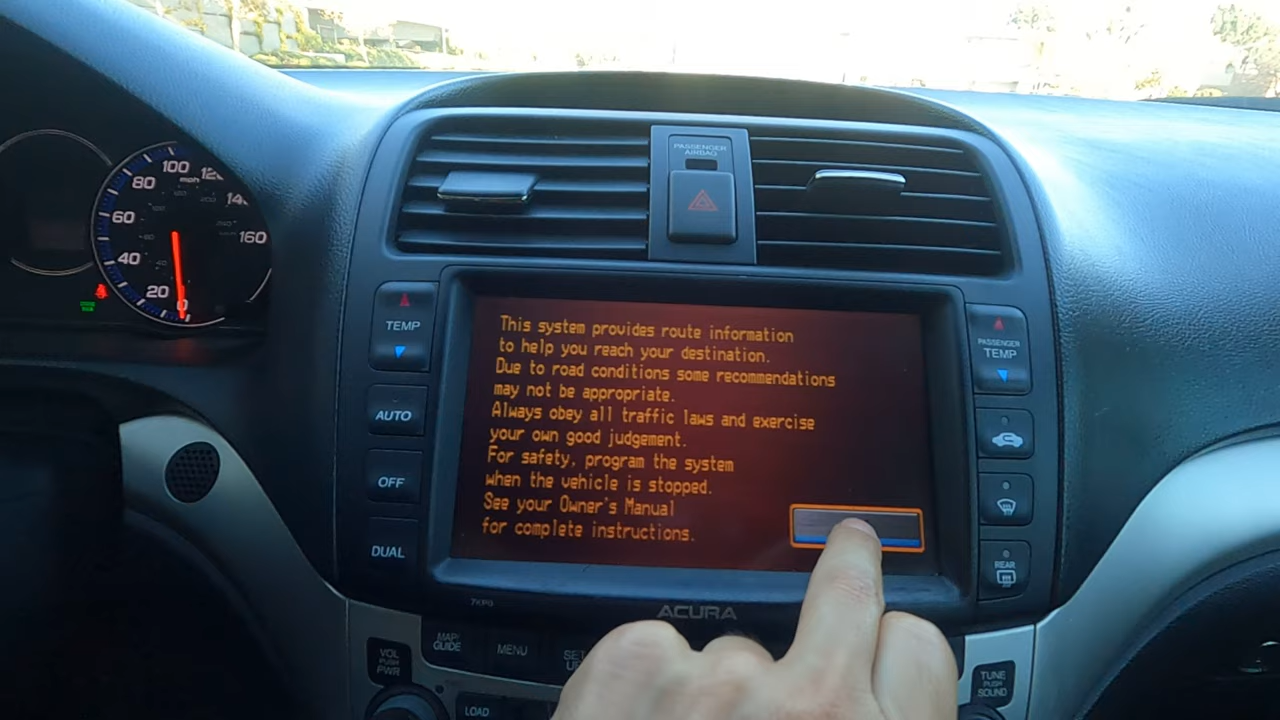 PASSENGER
AIRBAG
100
120
80
mph
60
160
40
20
0
TEMP
AUTO
OFF
DUAL
This system provides route information
to help you reach your destination.
Due to road conditions some recommendations
may not be appropriate.
Always obey all traffic laws and exercise
your own good judgement.
For safety, program the system
when the vehicle is stopped.
See your Owner's Manual
for complete instructions.
PASSENGER
TEMP
REAR
7KP0
ACURA
VOL
PUSH
PWR
MAP/
GUIDE
MENU
LOAD
TUNE
PUSH
SOUND